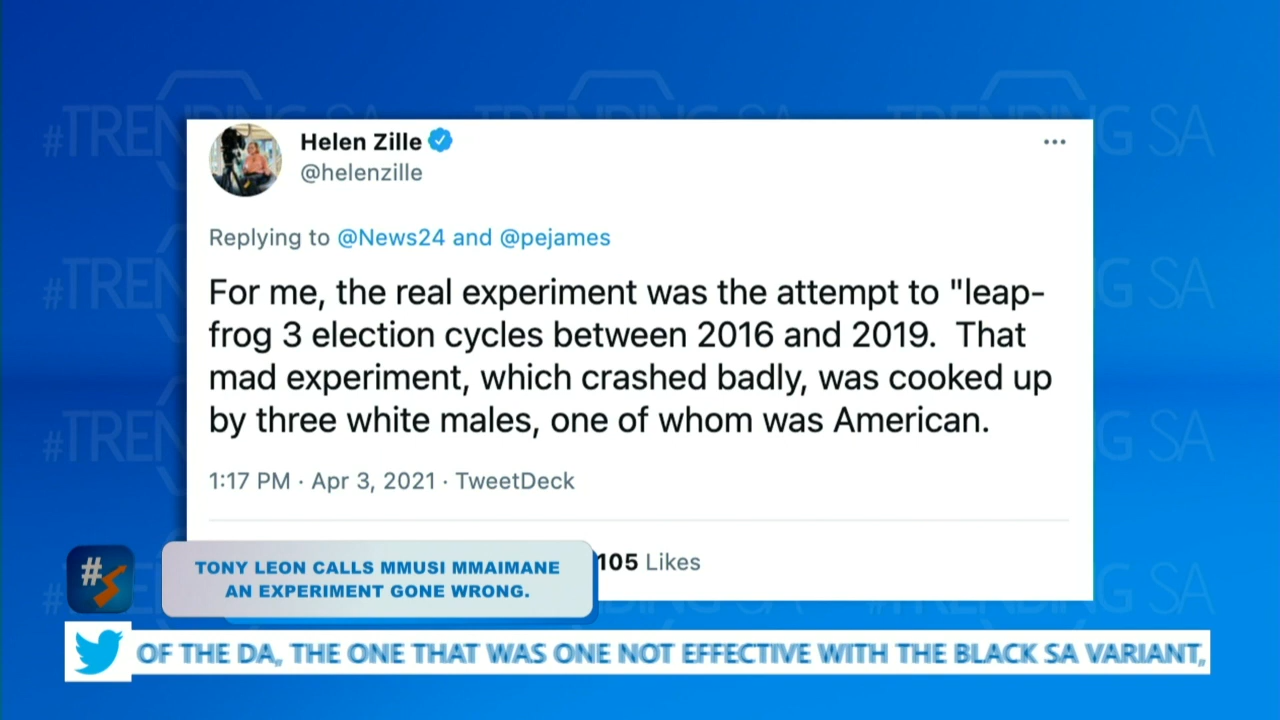 #TRENDING SA
Helen Zille
@helenzille
Replying to @News24 and @pejames
For me, the real experiment was the attempt to "leap-
frog 3 election cycles between 2016 and 2019.  That
mad experiment, which crashed badly, was cooked up
by three white males, one of whom was American.
1:17 PM · Apr 3, 2021 · TweetDeck
105 Likes
#
TONY LEON CALLS MMUSI MMAIMANE
AN EXPERIMENT GONE WRONG.
OF THE DA, THE ONE THAT WAS ONE NOT EFFECTIVE WITH THE BLACK SA VARIANT,